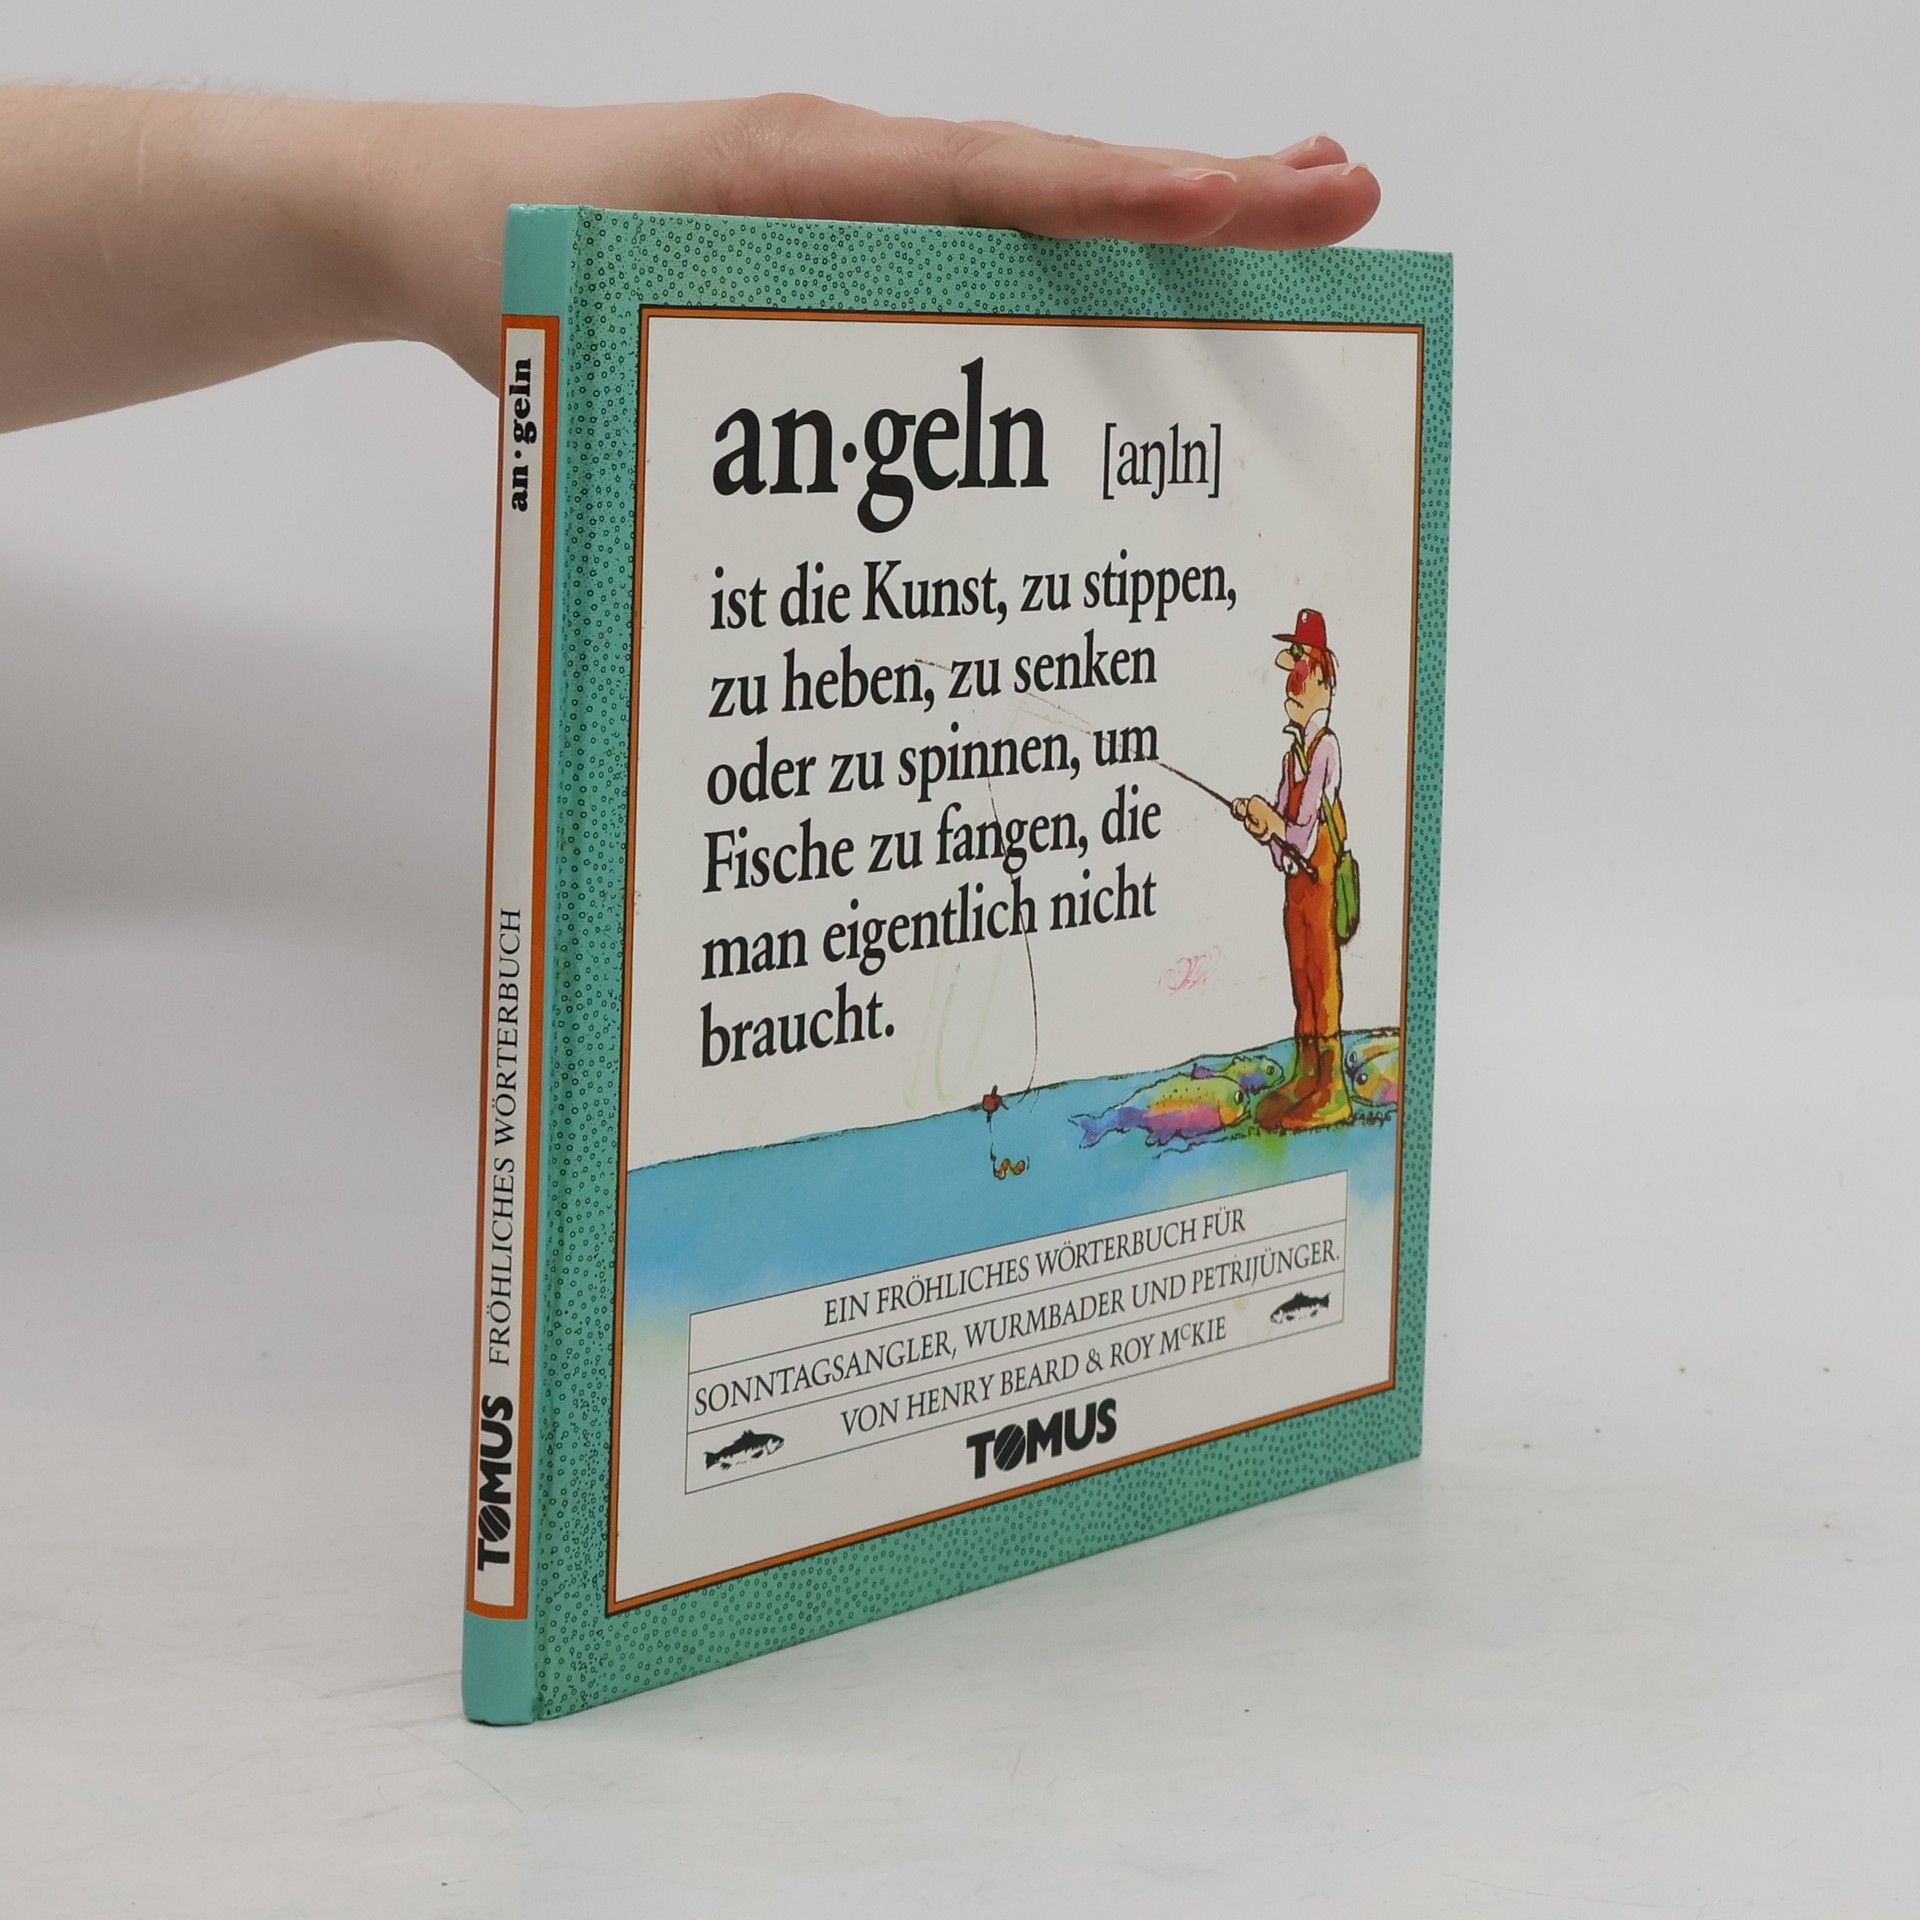 an·geln
FRÖHLICHES WÖRTERBUCH
TOMUS
an·geln [aŋln]
ist die Kunst, zu stippen,
zu heben, zu senken
oder zu spinnen, um
Fische zu fangen, die
man eigentlich nicht
braucht.
EIN FRÖHLICHES WÖRTERBUCH FÜR
SONNTAGSANGLER, WURMBADER UND PETRIJÜNGER.
VON HENRY BEARD & ROY McKIE
TOMUS